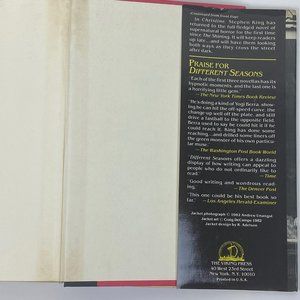 (Continued from front flap)
In Christine, Stephen King has
returned to the full-fledged novel of
supernatural horror for the first time
since The Shining. It will keep readers
up late...and will have them looking
both ways as they cross the street
after dark.
PRAISE FOR
DIFFERENT SEASONS
"Each of the first three novellas has its
hypnotic moments, and the last one is
a horrifying little gem."
—The New York Times Book Review
"He's doing a kind of Yogi Berra show-
ing he can hit the off-speed curve, the
change-up well off the plate, and still
drive a fastball to the opposite field.
Berra used to say he could hit it if he
could reach it. King has done some
reaching...and drilled some liners off
the green monster of his own particu-
lar muse."
—The Washington Post Book World
"Different Seasons offers a dazzling
display of how writing can appeal to
people who do not ordinarily like to
read."
—Time
"Good writing and wondrous read-
ing."
—The Denver Post
"This one could be his best book so
far."
—Los Angeles Herald Examiner
Jacket photograph © 1983 Andrew Unangst
Jacket art © Craig DeCamps 1982
Jacket design by R. Adelson
THE VIKING PRESS
40 West 23rd Street
New York, N.Y. 10010
Printed in U.S.A.